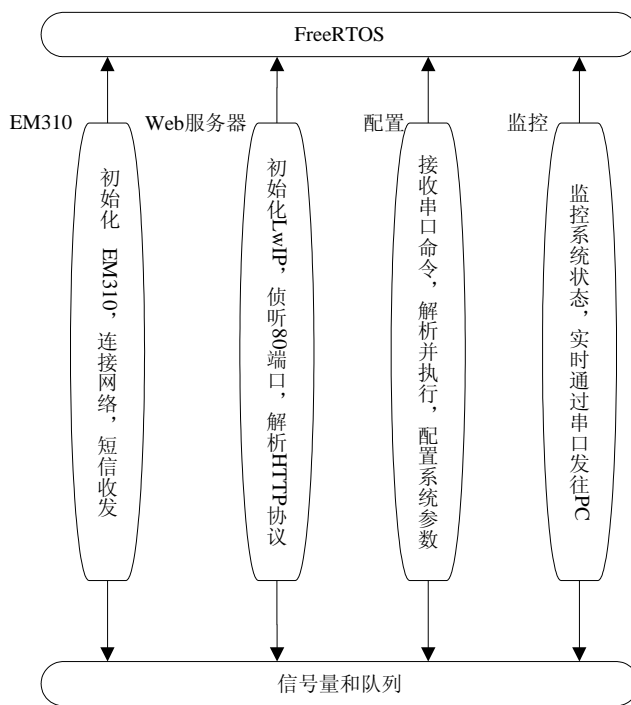 FreeRTOS
EM310
Web服务器
配置
监控
初始化 EM310，连接网络，短信收发
初始化LwIP，侦听80端口，解析HTTP协议
接收串口命令，解析并执行，配置系统参数
监控系统状态，实时通过串口发往PC
信号量和队列